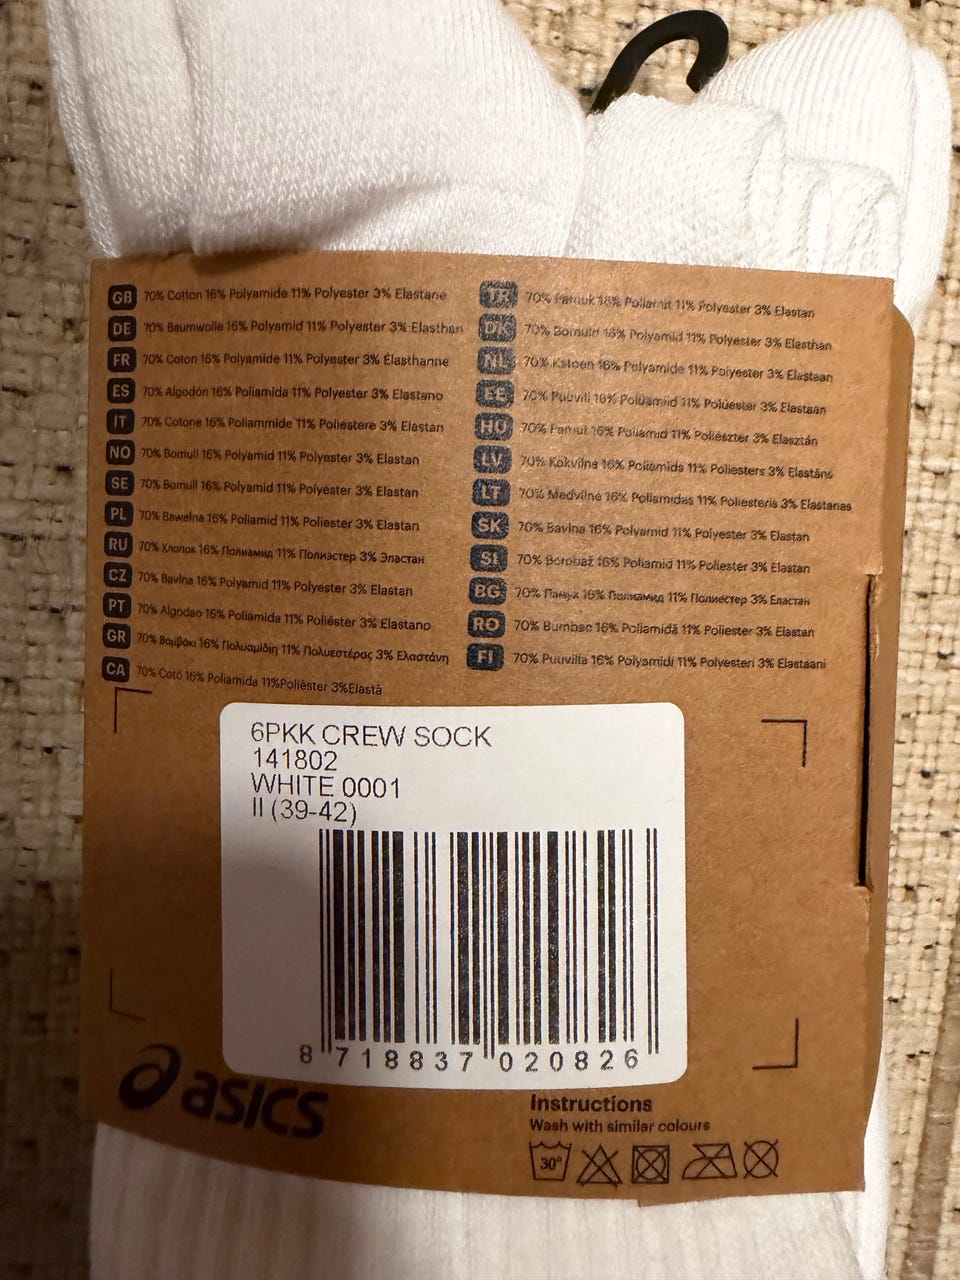 GB 70% Cotton 16% Polyamide 11% Polyester 3% Elastane
DE 70% Baumwolle 16% Polyamid 11% Polyester 3% Elasthan
FR 70% Coton 16% Polyamide 11% Polyester 3% Élasthanne
ES 70% Algodón 16% Poliamida 11% Polyester 3% Elastano
IT 70% Cotone 16% Poliammide 11% Poliestere 3% Elastan
NO 70% Bomull 16% Polyamid 11% Polyester 3% Elastan
SE 70% Bomull 16% Polyamid 11% Polyester 3% Elastan
PL 70% Bawełna 16% Poliamid 11% Poliester 3% Elastan
RU 70% Хлопок 16% Полиамид 11% Полиэстер 3% Эластан
CZ 70% Bavlna 16% Polyamid 11% Polyester 3% Elastan
PT 70% Algodao 16% Poliamida 11% Poliéster 3% Elastano
GR 70% Βαμβάκι 16% Πολυαμίδιη 11% Πολυεστέρας 3% Ελαστάνη
CA 70% Cotó 16% Poliamida 11%Poliéster 3%Elastà
TR 70% Pamuk 16% Poliamit 11% Polyester 3% Elastan
DK 70% Bomuld 16% Polyamid 11% Polyester 3% Elasthan
NL 70% Katoen 16% Polyamide 11% Polyester 3% Elastaan
EE 70% Puuvill 16% Polüamiid 11% Polüester 3% Elastaan
HU 70% Pamut 16% Poliamid 11% Poliészter 3% Elasztán
LV 70% Kokvilna 16% Poliamīds 11% Poliesters 3% Elastāns
LT 70% Medvilnė 16% Poliamidas 11% Poliesteris 3% Elastanas
SK 70% Bavlna 16% Polyamid 11% Polyester 3% Elastan
SI 70% Bombaž 16% Poliamid 11% Poliester 3% Elastan
BG 70% Памук 16% Полиамид 11% Полиестер 3% Еластан
RO 70% Bumbac 16% Poliamidă 11% Poliester 3% Elastan
FI 70% Puuvilla 16% Polyamidi 11% Polyesteri 3% Elastaani
6PKK CREW SOCK
141802
WHITE 0001
II (39-42)
8 718837 020826
asics
Instructions
Wash with similar colours
30°